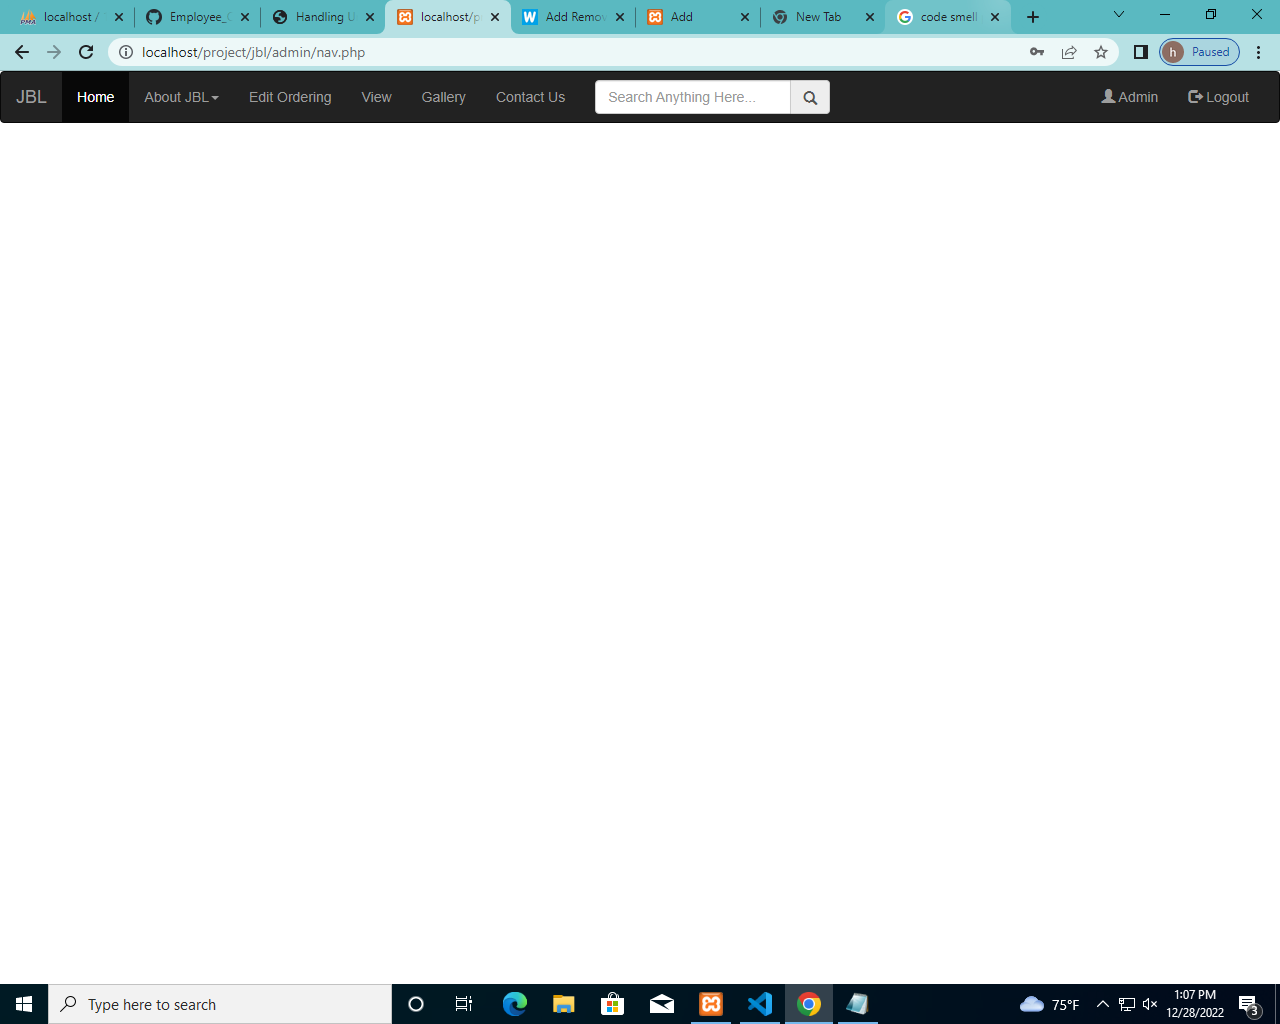 localhost /
Employee_
Handling U
localhost/p
Add Remov
Add
New Tab
code smell
localhost/project/jbl/admin/nav.php
h Paused
JBL Home About JBL Edit Ordering View Gallery Contact Us Search Anything Here... Admin Logout
Type here to search
75°F
1:07 PM
12/28/2022
3